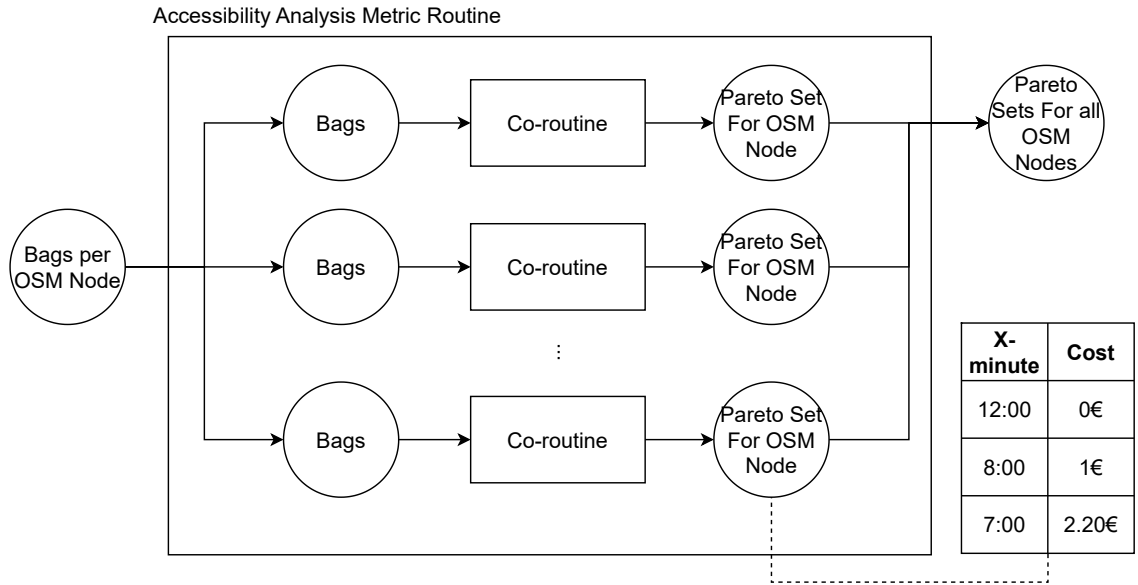 Accessibility Analysis Metric Routine
Bags per
OSM Node
Bags
Co-routine
Pareto Set
For OSM
Node
Bags
Co-routine
Pareto Set
For OSM
Node
...
Bags
Co-routine
Pareto Set
For OSM
Node
Pareto
Sets For all
OSM
Nodes
X-
minute
Cost
12:00
0€
8:00
1€
7:00
2.20€